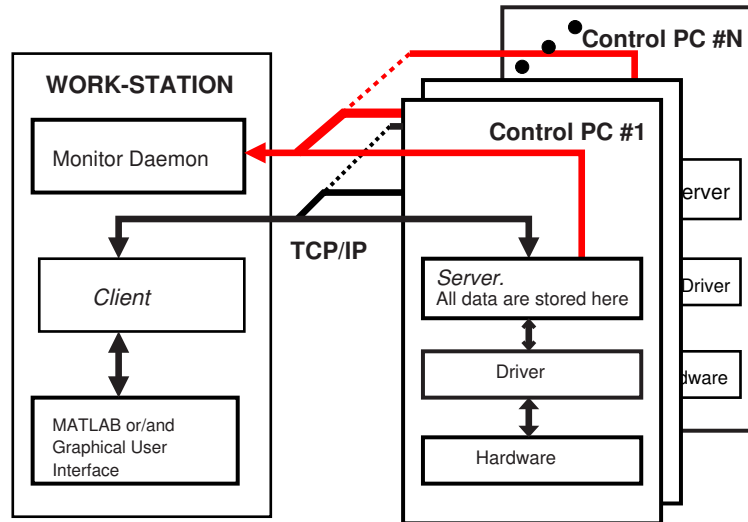 WORK-STATION
Monitor Daemon
Client
MATLAB or/and
Graphical User
Interface
TCP/IP
Control PC #N
Control PC #1
Server.
All data are stored here
Driver
Hardware
erver
Driver
dware